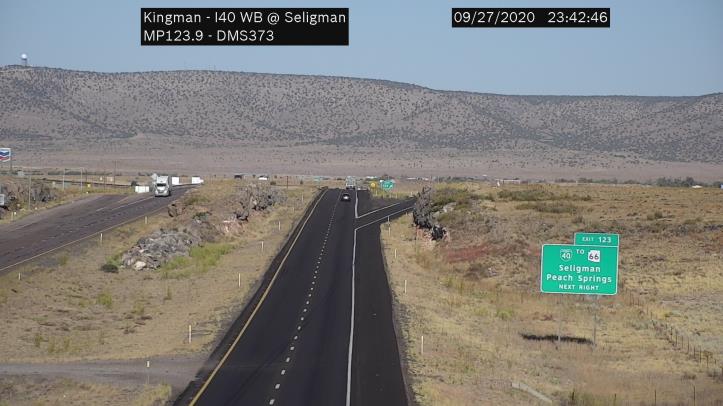 Kingman - I40 WB @ Seligman
MP123.9 - DMS373
09/27/2020 23:42:46
EXIT 123
40 TO 66
Seligman
Peach Springs
NEXT RIGHT